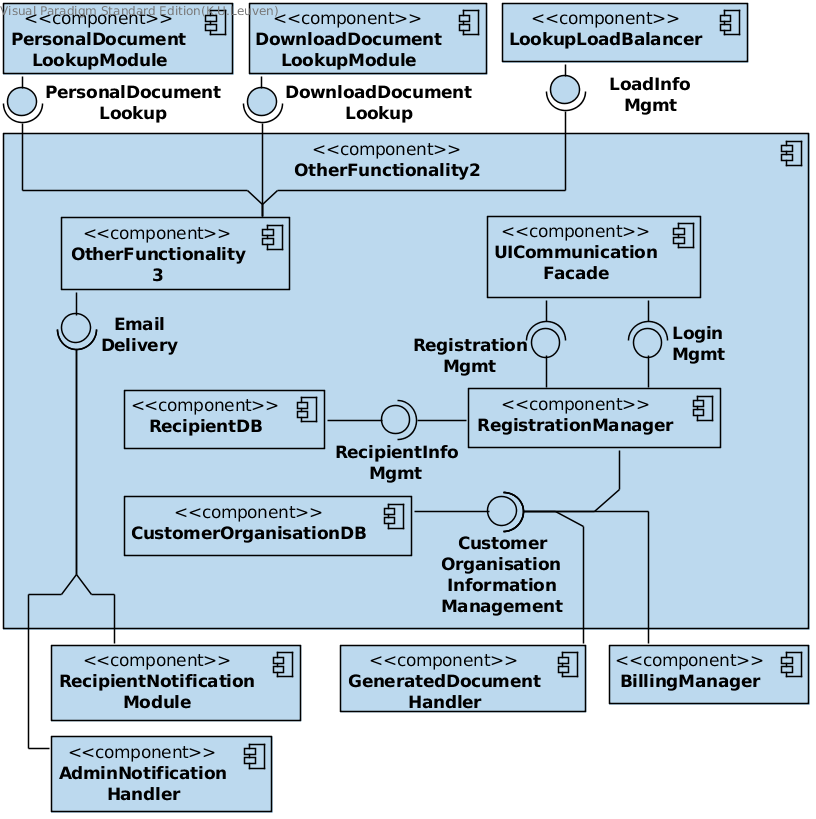 Visual Paradigm Standard Edition(K.U.Leuven)
<<component>>
PersonalDocument
LookupModule
<<component>>
DownloadDocument
LookupModule
<<component>>
LookupLoadBalancer
PersonalDocument
Lookup
DownloadDocument
Lookup
LoadInfo
Mgmt
<<component>>
OtherFunctionality2
<<component>>
OtherFunctionality
3
<<component>>
UICommunication
Facade
Email
Delivery
Registration
Mgmt
Login
Mgmt
<<component>>
RecipientDB
RecipientInfo
Mgmt
<<component>>
RegistrationManager
<<component>>
CustomerOrganisationDB
Customer
Organisation
Information
Management
<<component>>
RecipientNotification
Module
<<component>>
GeneratedDocument
Handler
<<component>>
BillingManager
<<component>>
AdminNotification
Handler